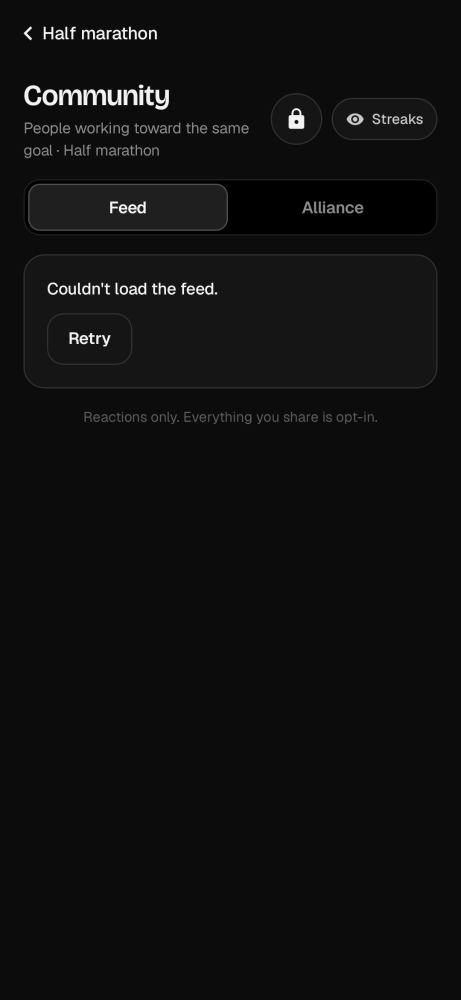 Half marathon
Community
People working toward the same
goal · Half marathon
Streaks
Feed
Alliance
Couldn't load the feed.
Retry
Reactions only. Everything you share is opt-in.